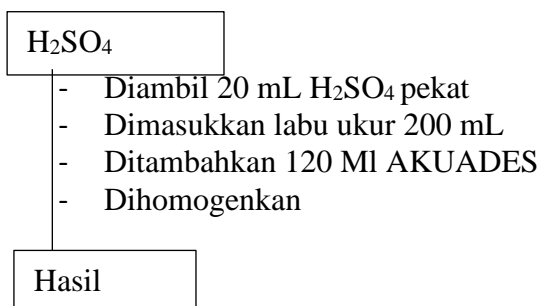 H₂SO₄
- Diambil 20 mL H₂SO₄ pekat
- Dimasukkan labu ukur 200 mL
- Ditambahkan 120 Ml AKUADES
- Dihomogenkan
Hasil